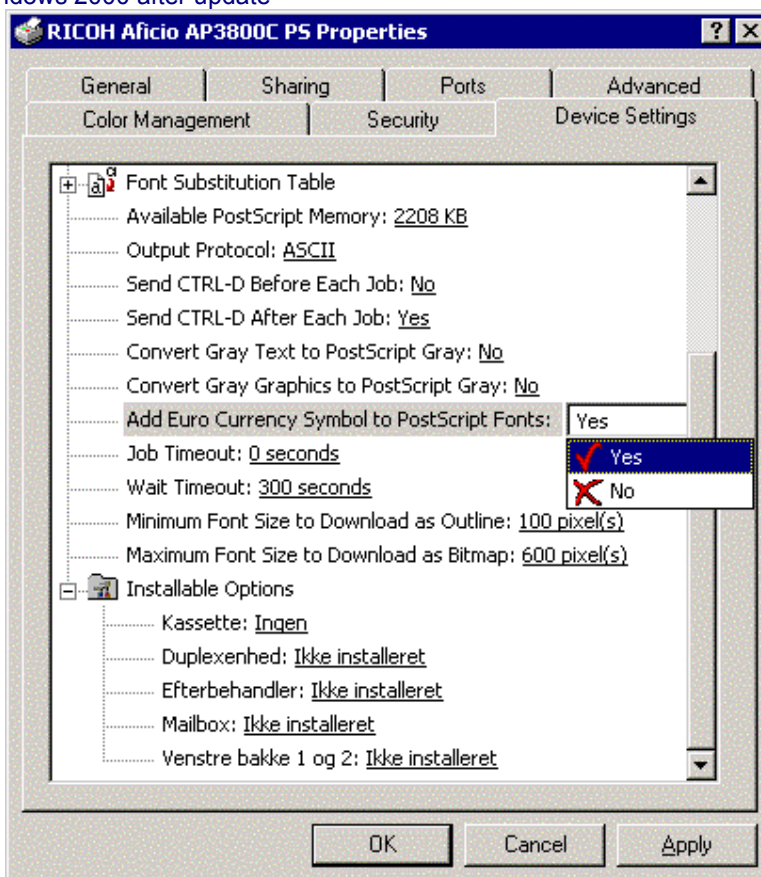 dows 2000 after update
RICOH Aficio AP3800C PS Properties
General Sharing Ports Advanced
Color Management Security Device Settings
Font Substitution Table
Available PostScript Memory: 2208 KB
Output Protocol: ASCII
Send CTRL-D Before Each Job: No
Send CTRL-D After Each Job: Yes
Convert Gray Text to PostScript Gray: No
Convert Gray Graphics to PostScript Gray: No
Add Euro Currency Symbol to PostScript Fonts: Yes
Job Timeout: 0 seconds
Yes
Wait Timeout: 300 seconds
No
Minimum Font Size to Download as Outline: 100 pixel(s)
Maximum Font Size to Download as Bitmap: 600 pixel(s)
Installable Options
Kassette: Ingen
Duplexenhed: Ikke installeret
Efterbehandler: Ikke installeret
Mailbox: Ikke installeret
Venstre bakke 1 og 2: Ikke installeret
OK Cancel Apply